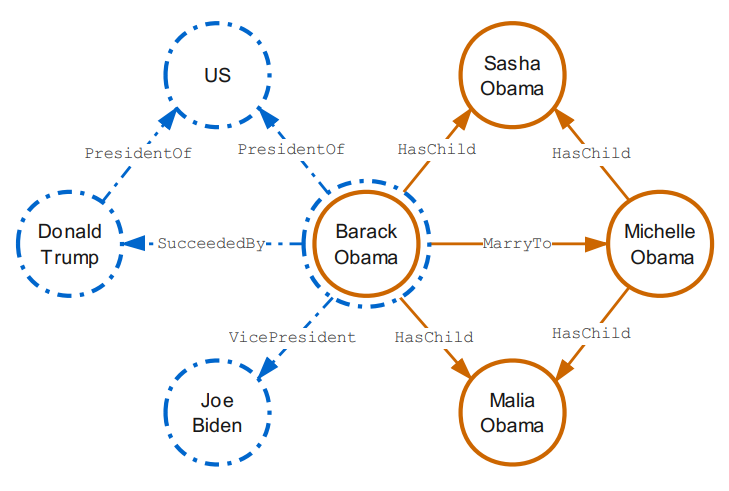 US
Sasha
Obama
PresidentOf
PresidentOf
HasChild
HasChild
Donald
Trump
SucceededBy
Barack
Obama
MarryTo
Michelle
Obama
VicePresident
HasChild
HasChild
Joe
Biden
Malia
Obama